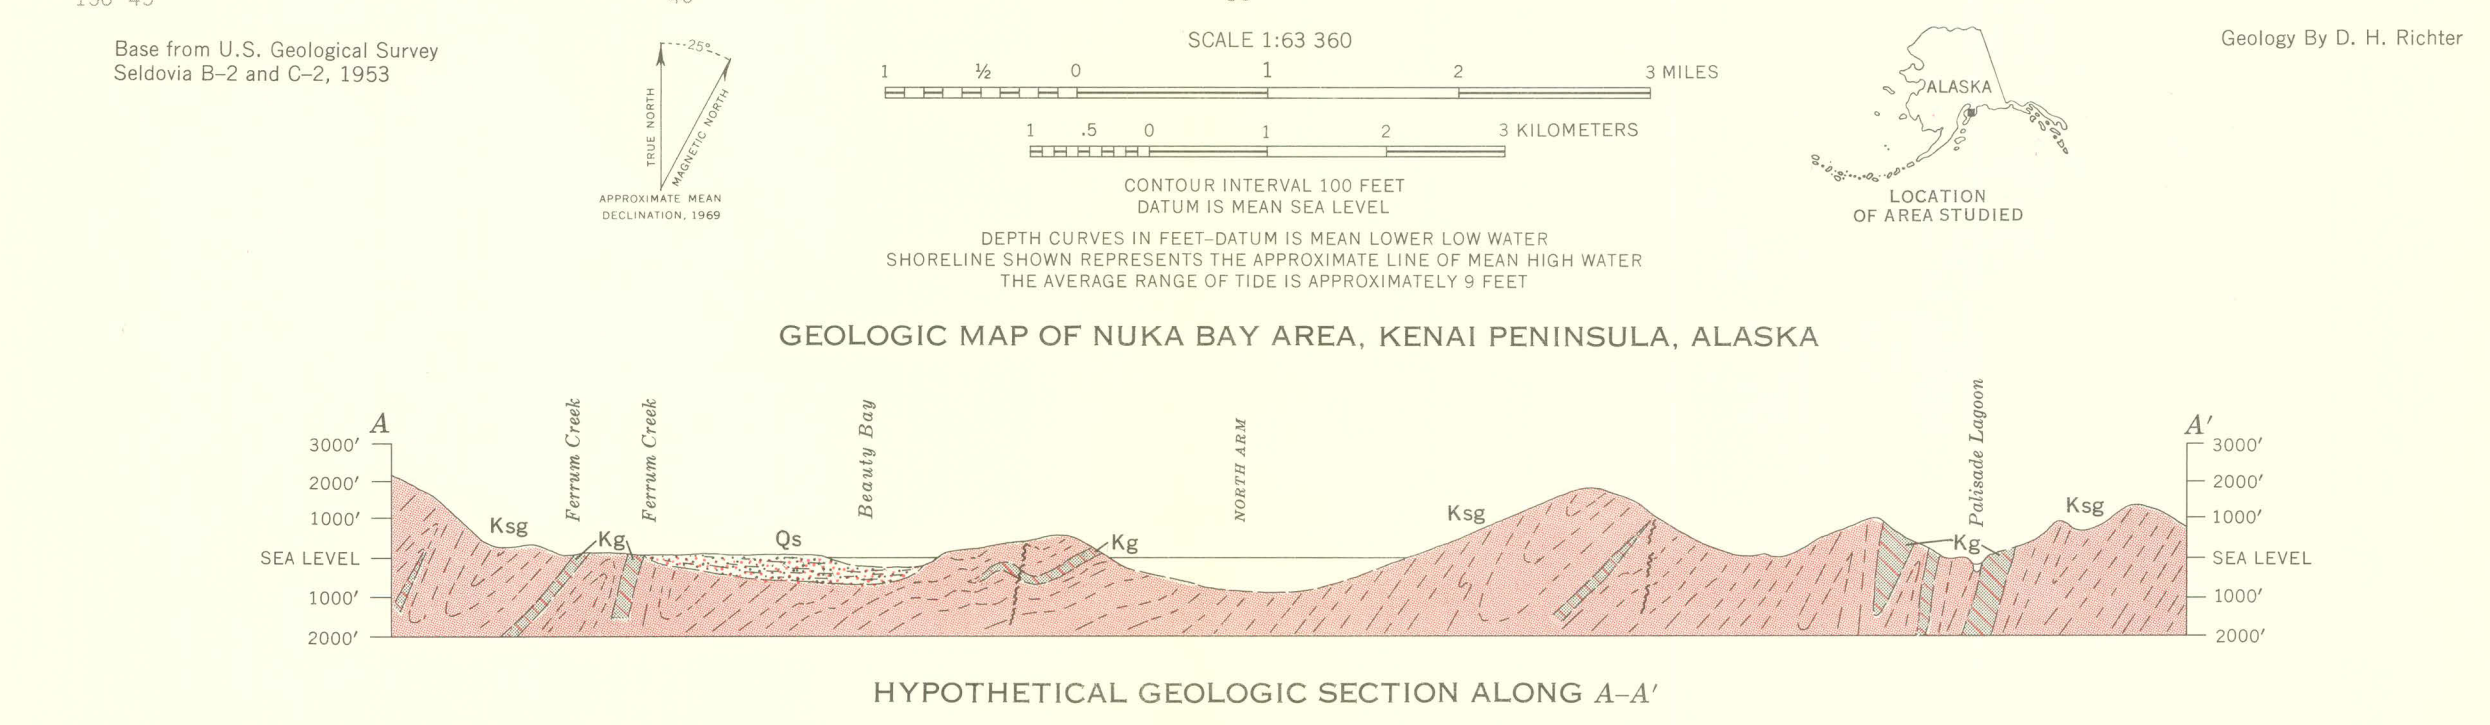 Base from U.S. Geological Survey
Seldovia B–2 and C–2, 1953
25°
TRUE NORTH
MAGNETIC NORTH
APPROXIMATE MEAN
DECLINATION, 1969
SCALE 1:63 360
1 ½ 0 1 2 3 MILES
1 .5 0 1 2 3 KILOMETERS
CONTOUR INTERVAL 100 FEET
DATUM IS MEAN SEA LEVEL
DEPTH CURVES IN FEET–DATUM IS MEAN LOWER LOW WATER
SHORELINE SHOWN REPRESENTS THE APPROXIMATE LINE OF MEAN HIGH WATER
THE AVERAGE RANGE OF TIDE IS APPROXIMATELY 9 FEET
ALASKA
LOCATION
OF AREA STUDIED
Geology By D. H. Richter
GEOLOGIC MAP OF NUKA BAY AREA, KENAI PENINSULA, ALASKA
A
3000′
2000′
1000′
SEA LEVEL
1000′
2000′
Ksg
Ferrum Creek
Kg
Ferrum Creek
Qs
Beauty Bay
Kg
NORTH ARM
Ksg
Kg
Palisade Lagoon
Ksg
A′
3000′
2000′
1000′
SEA LEVEL
1000′
2000′
HYPOTHETICAL GEOLOGIC SECTION ALONG A–A′